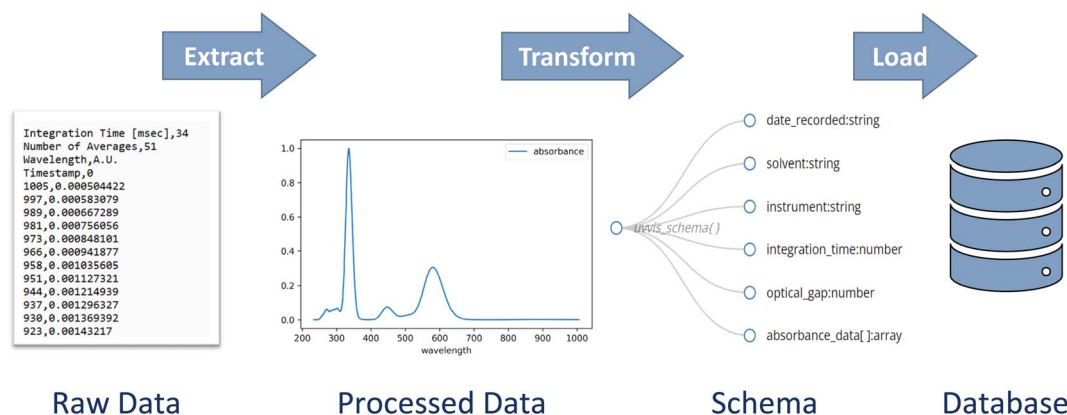 Extract
Transform
Load
Integration Time [msec],34
Number of Averages,51
Wavelength,A.U.
Timestamp,0
1005,0.000504422
997,0.000583079
989,0.000667289
981,0.000756056
973,0.000848101
966,0.000941877
958,0.001035605
951,0.001127321
944,0.001214939
937,0.001296327
930,0.001369392
923,0.00143217
absorbance
1.0
0.8
0.6
0.4
0.2
0.0
200 300 400 500 600 700 800 900 1000
wavelength
uvvis_schema{ }
date_recorded:string
solvent:string
instrument:string
integration_time:number
optical_gap:number
absorbance_data[ ]:array
Raw Data
Processed Data
Schema
Database